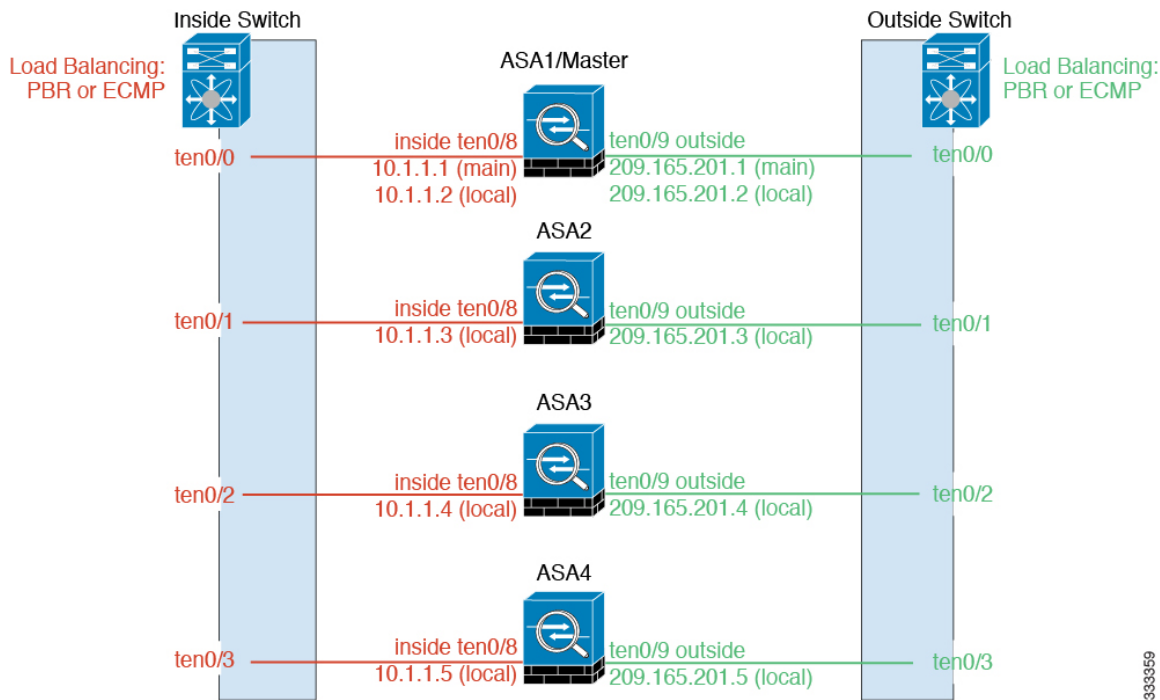 Inside Switch
Outside Switch
Load Balancing:
PBR or ECMP
ASA1/Master
Load Balancing:
PBR or ECMP
ten0/0
inside ten0/8
10.1.1.1 (main)
10.1.1.2 (local)
ten0/9 outside
209.165.201.1 (main)
209.165.201.2 (local)
ten0/0
ASA2
ten0/1
inside ten0/8
10.1.1.3 (local)
ten0/9 outside
209.165.201.3 (local)
ten0/1
ASA3
ten0/2
inside ten0/8
10.1.1.4 (local)
ten0/9 outside
209.165.201.4 (local)
ten0/2
ASA4
ten0/3
inside ten0/8
10.1.1.5 (local)
ten0/9 outside
209.165.201.5 (local)
ten0/3
333359